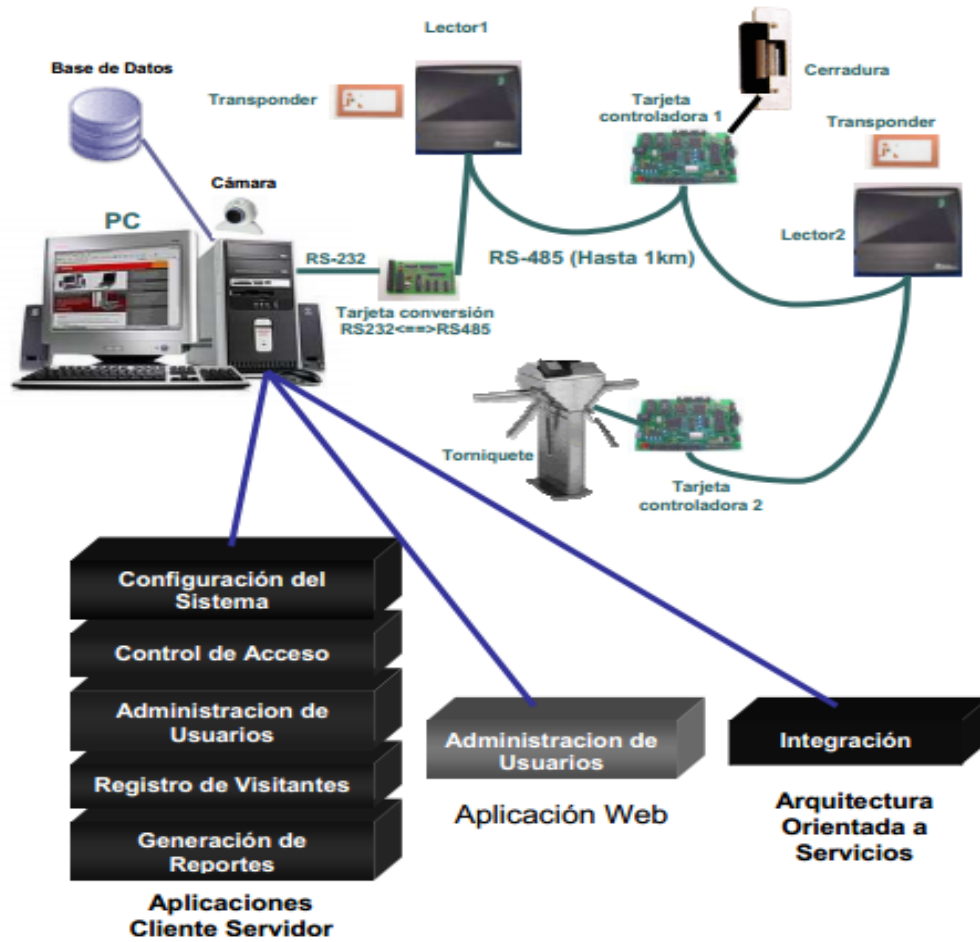 Lector1
Base de Datos
Cerradura
Transponder
Tarjeta
controladora 1
Transponder
Cámara
PC
Lector2
RS-232
RS-485 (Hasta 1km)
Tarjeta conversión
RS232<==>RS485
Torniquete
Tarjeta
controladora 2
Configuración del
Sistema
Control de Acceso
Administracion de
Usuarios
Registro de Visitantes
Generación de
Reportes
Aplicaciones
Cliente Servidor
Administracion de
Usuarios
Aplicación Web
Integración
Arquitectura
Orientada a
Servicios